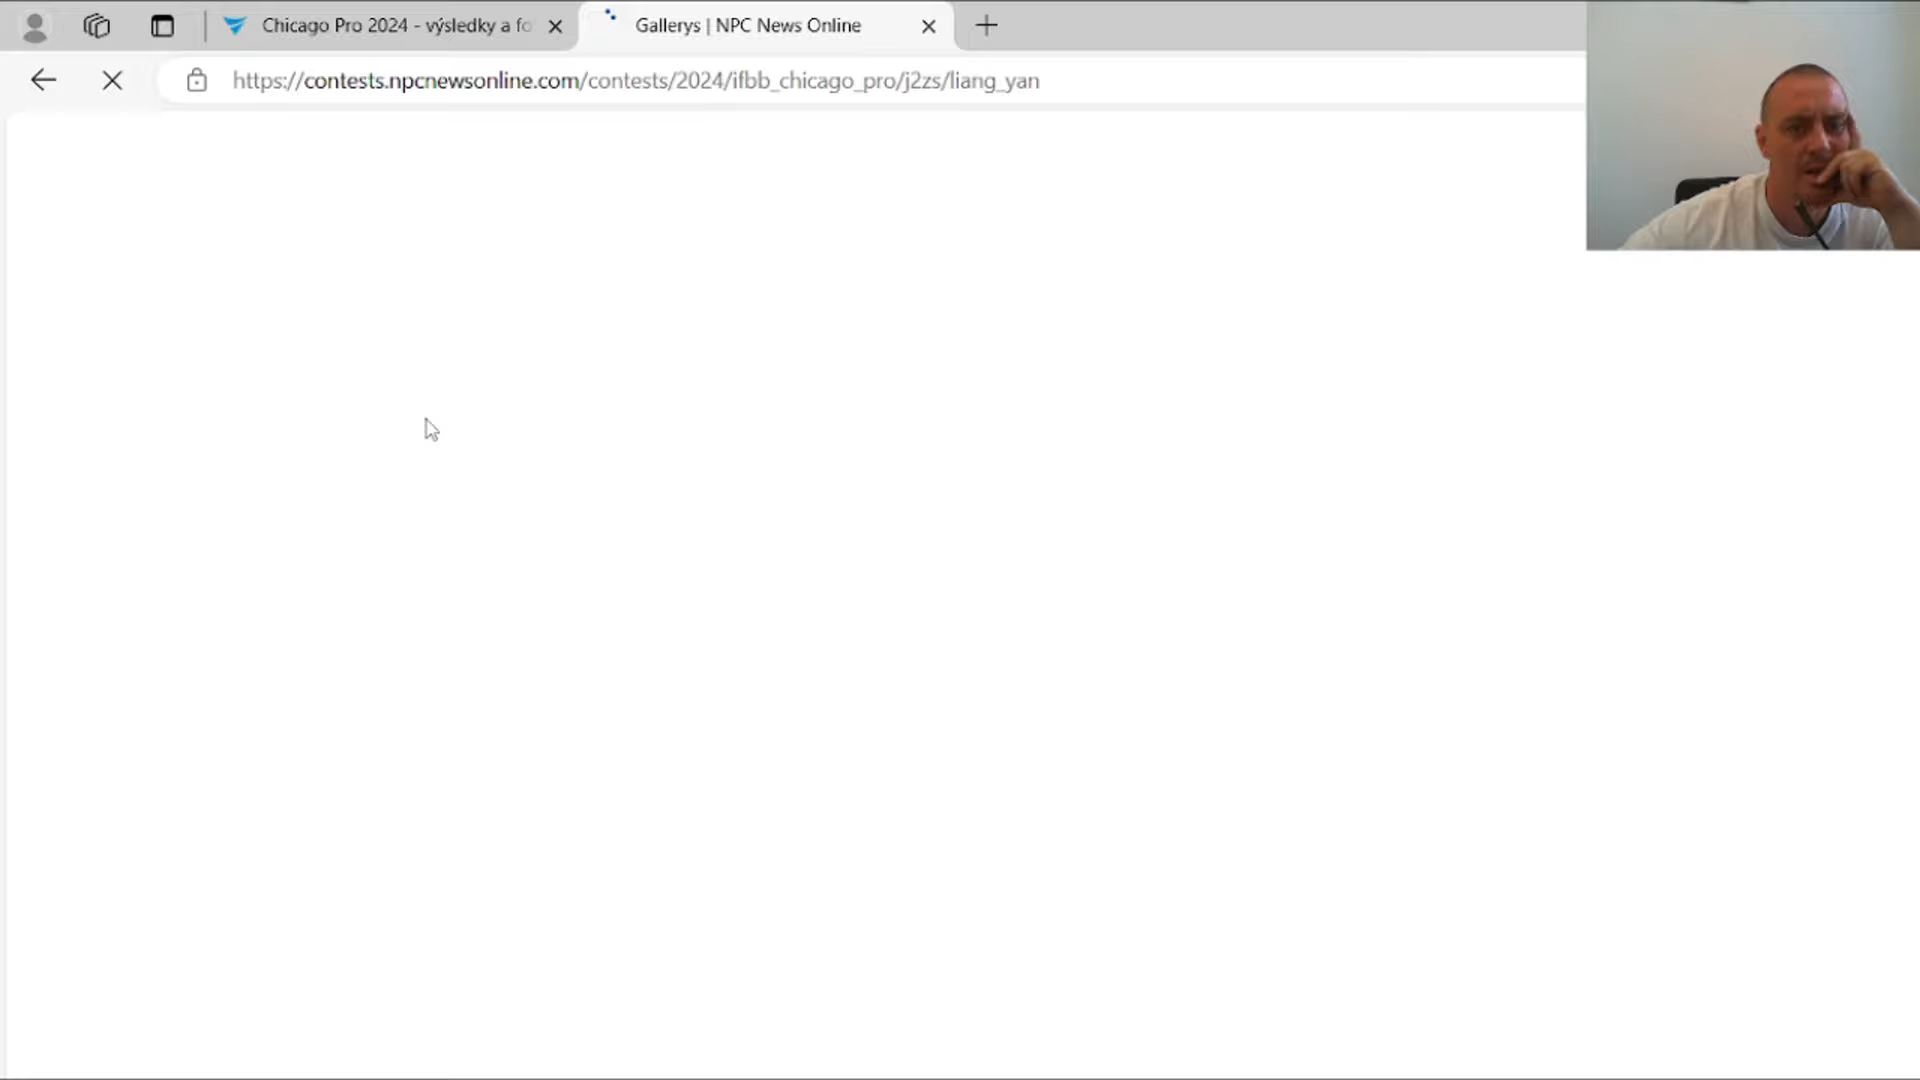 Chicago Pro 2024 - výsledky a fo
Gallerys | NPC News Online
https://contests.npcnewsonline.com/contests/2024/ifbb_chicago_pro/j2zs/liang_yan